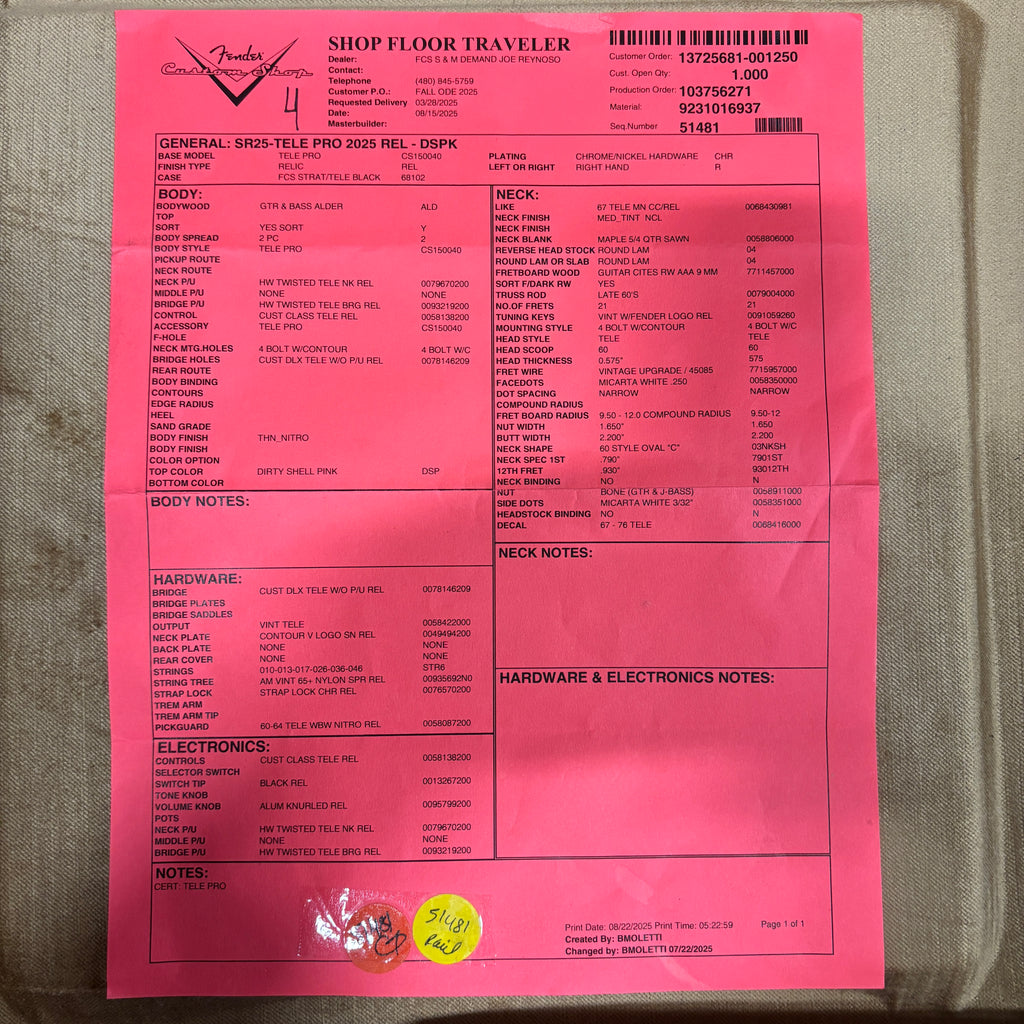 Fender
Custom Shop
4
SHOP FLOOR TRAVELER
Dealer: FCS S & M DEMAND JOE REYNOSO
Contact:
Telephone (480) 845-5759
Customer P.O.: FALL ODE 2025
Requested Delivery 03/28/2025
Date: 08/15/2025
Masterbuilder:
Customer Order: 13725681-001250
Cust. Open Qty: 1.000
Production Order: 103756271
Material: 9231016937
Seq.Number 51481
GENERAL: SR25-TELE PRO 2025 REL - DSPK
BASE MODEL TELE PRO CS150040 PLATING CHROME/NICKEL HARDWARE CHR
FINISH TYPE RELIC REL LEFT OR RIGHT RIGHT HAND R
CASE FCS STRAT/TELE BLACK 68102
BODY:
BODYWOOD GTR & BASS ALDER ALD
TOP
SORT YES SORT Y
BODY SPREAD 2 PC 2
BODY STYLE TELE PRO CS150040
PICKUP ROUTE
NECK ROUTE
NECK P/U HW TWISTED TELE NK REL 0079670200
MIDDLE P/U NONE NONE
BRIDGE P/U HW TWISTED TELE BRG REL 0093219200
CONTROL CUST CLASS TELE REL 0058138200
ACCESSORY TELE PRO CS150040
F-HOLE
NECK MTG.HOLES 4 BOLT W/CONTOUR 4 BOLT W/C
BRIDGE HOLES CUST DLX TELE W/O P/U REL 0078146209
REAR ROUTE
BODY BINDING
CONTOURS
EDGE RADIUS
HEEL
SAND GRADE
BODY FINISH THN_NITRO
BODY FINISH
COLOR OPTION
TOP COLOR DIRTY SHELL PINK DSP
BOTTOM COLOR
BODY NOTES:
HARDWARE:
BRIDGE CUST DLX TELE W/O P/U REL 0078146209
BRIDGE PLATES
BRIDGE SADDLES
OUTPUT VINT TELE 0058422000
NECK PLATE CONTOUR V LOGO SN REL 0049494200
BACK PLATE NONE NONE
REAR COVER NONE NONE
STRINGS 010-013-017-026-036-046 STR6
STRING TREE AM VINT 65+ NYLON SPR REL 00935692N0
STRAP LOCK STRAP LOCK CHR REL 0076570200
TREM ARM
TREM ARM TIP
PICKGUARD 60-64 TELE WBW NITRO REL 0058087200
ELECTRONICS:
CONTROLS CUST CLASS TELE REL 0058138200
SELECTOR SWITCH
SWITCH TIP BLACK REL 0013267200
TONE KNOB
VOLUME KNOB ALUM KNURLED REL 0095799200
POTS
NECK P/U HW TWISTED TELE NK REL 0079670200
MIDDLE P/U NONE NONE
BRIDGE P/U HW TWISTED TELE BRG REL 0093219200
NECK:
LIKE 67 TELE MN CC/REL 0068430981
NECK FINISH MED_TINT NCL
NECK FINISH
NECK BLANK MAPLE 5/4 QTR SAWN 0058806000
REVERSE HEAD STOCK ROUND LAM 04
ROUND LAM OR SLAB ROUND LAM 04
FRETBOARD WOOD GUITAR CITES RW AAA 9 MM 7711457000
SORT F/DARK RW YES
TRUSS ROD LATE 60'S 0079004000
NO.OF FRETS 21 21
TUNING KEYS VINT W/FENDER LOGO REL 0091059260
MOUNTING STYLE 4 BOLT W/CONTOUR 4 BOLT W/C
HEAD STYLE TELE TELE
HEAD SCOOP 60 60
HEAD THICKNESS 0.575" 575
FRET WIRE VINTAGE UPGRADE / 45085 7715957000
FACEDOTS MICARTA WHITE .250 0058350000
DOT SPACING NARROW NARROW
COMPOUND RADIUS
FRET BOARD RADIUS 9.50 - 12.0 COMPOUND RADIUS 9.50-12
NUT WIDTH 1.650" 1.650
BUTT WIDTH 2.200" 2.200
NECK SHAPE 60 STYLE OVAL "C" 03NKSH
NECK SPEC 1ST .790" 7901ST
12TH FRET .930" 93012TH
NECK BINDING NO N
NUT BONE (GTR & J-BASS) 0058911000
SIDE DOTS MICARTA WHITE 3/32" 0058351000
HEADSTOCK BINDING NO N
DECAL 67 - 76 TELE 0068416000
NECK NOTES:
HARDWARE & ELECTRONICS NOTES:
NOTES:
CERT: TELE PRO
51481
51481
Print Date: 08/22/2025 Print Time: 05:22:59 Page 1 of 1
Created By: BMOLETTI
Changed by: BMOLETTI 07/22/2025